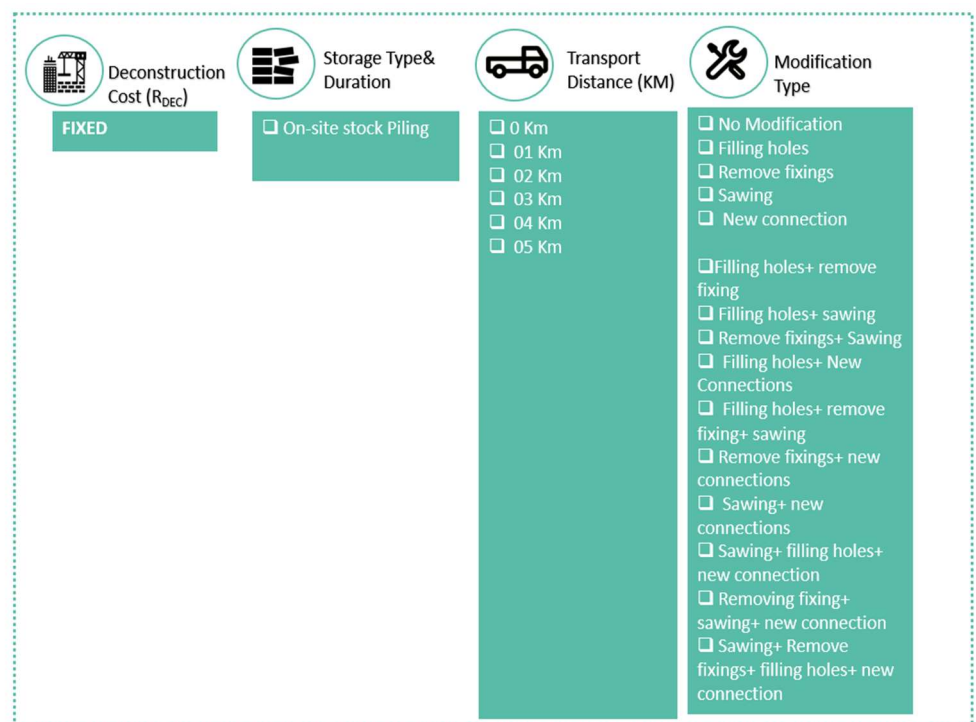 Deconstruction
Cost (RDEC)
FIXED
Storage Type&
Duration
❑ On-site stock Piling
Transport
Distance (KM)
❑ 0 Km
❑ 01 Km
❑ 02 Km
❑ 03 Km
❑ 04 Km
❑ 05 Km
Modification
Type
❑ No Modification
❑ Filling holes
❑ Remove fixings
❑ Sawing
❑ New connection
❑Filling holes+ remove
fixing
❑ Filling holes+ sawing
❑ Remove fixings+ Sawing
❑ Filling holes+ New
Connections
❑ Filling holes+ remove
fixing+ sawing
❑ Remove fixings+ new
connections
❑ Sawing+ new
connections
❑ Sawing+ filling holes+
new connection
❑ Removing fixing+
sawing+ new connection
❑ Sawing+ Remove
fixings+ filling holes+ new
connection